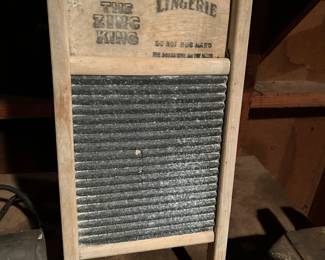 THE
ZINC
KING
LINGERIE
DO NOT RUB HARD